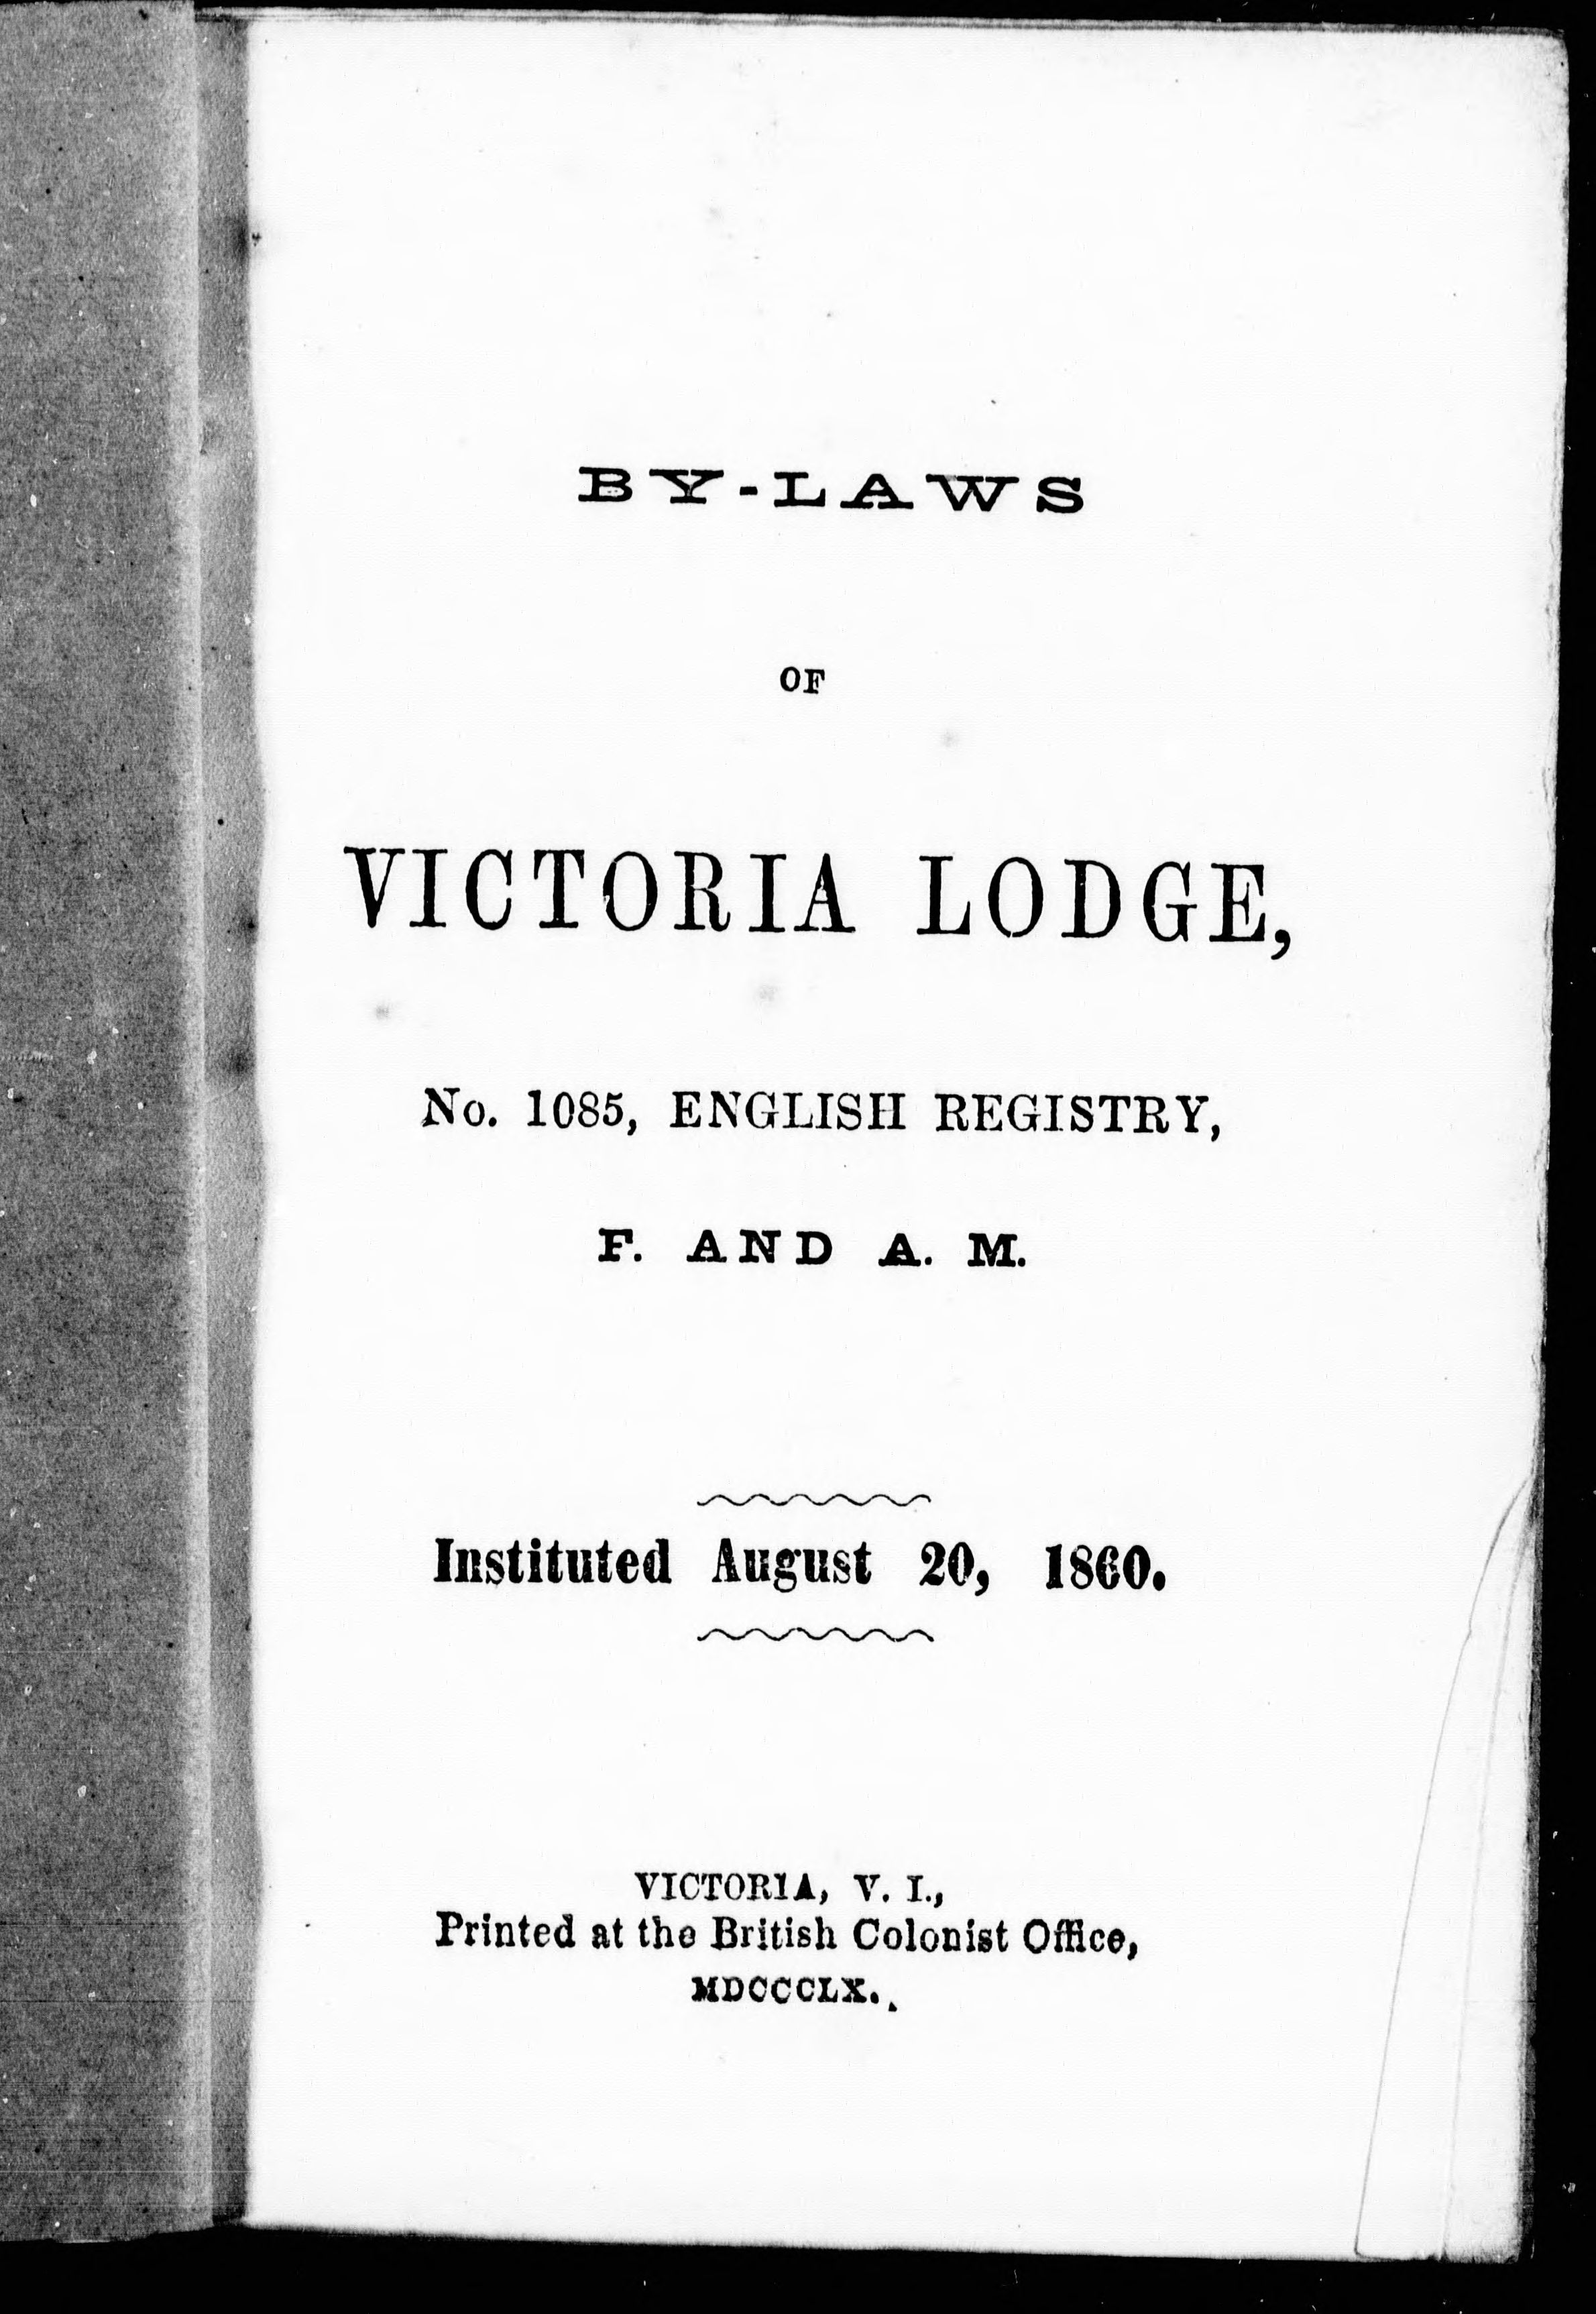 BY-LAWS
OF
VICTORIA LODGE,
No. 1085, ENGLISH REGISTRY,
F. AND A. M.
Instituted August 20, 1860.
VICTORIA, V. I.,
Printed at the British Colonist Office,
MDCCCLX.